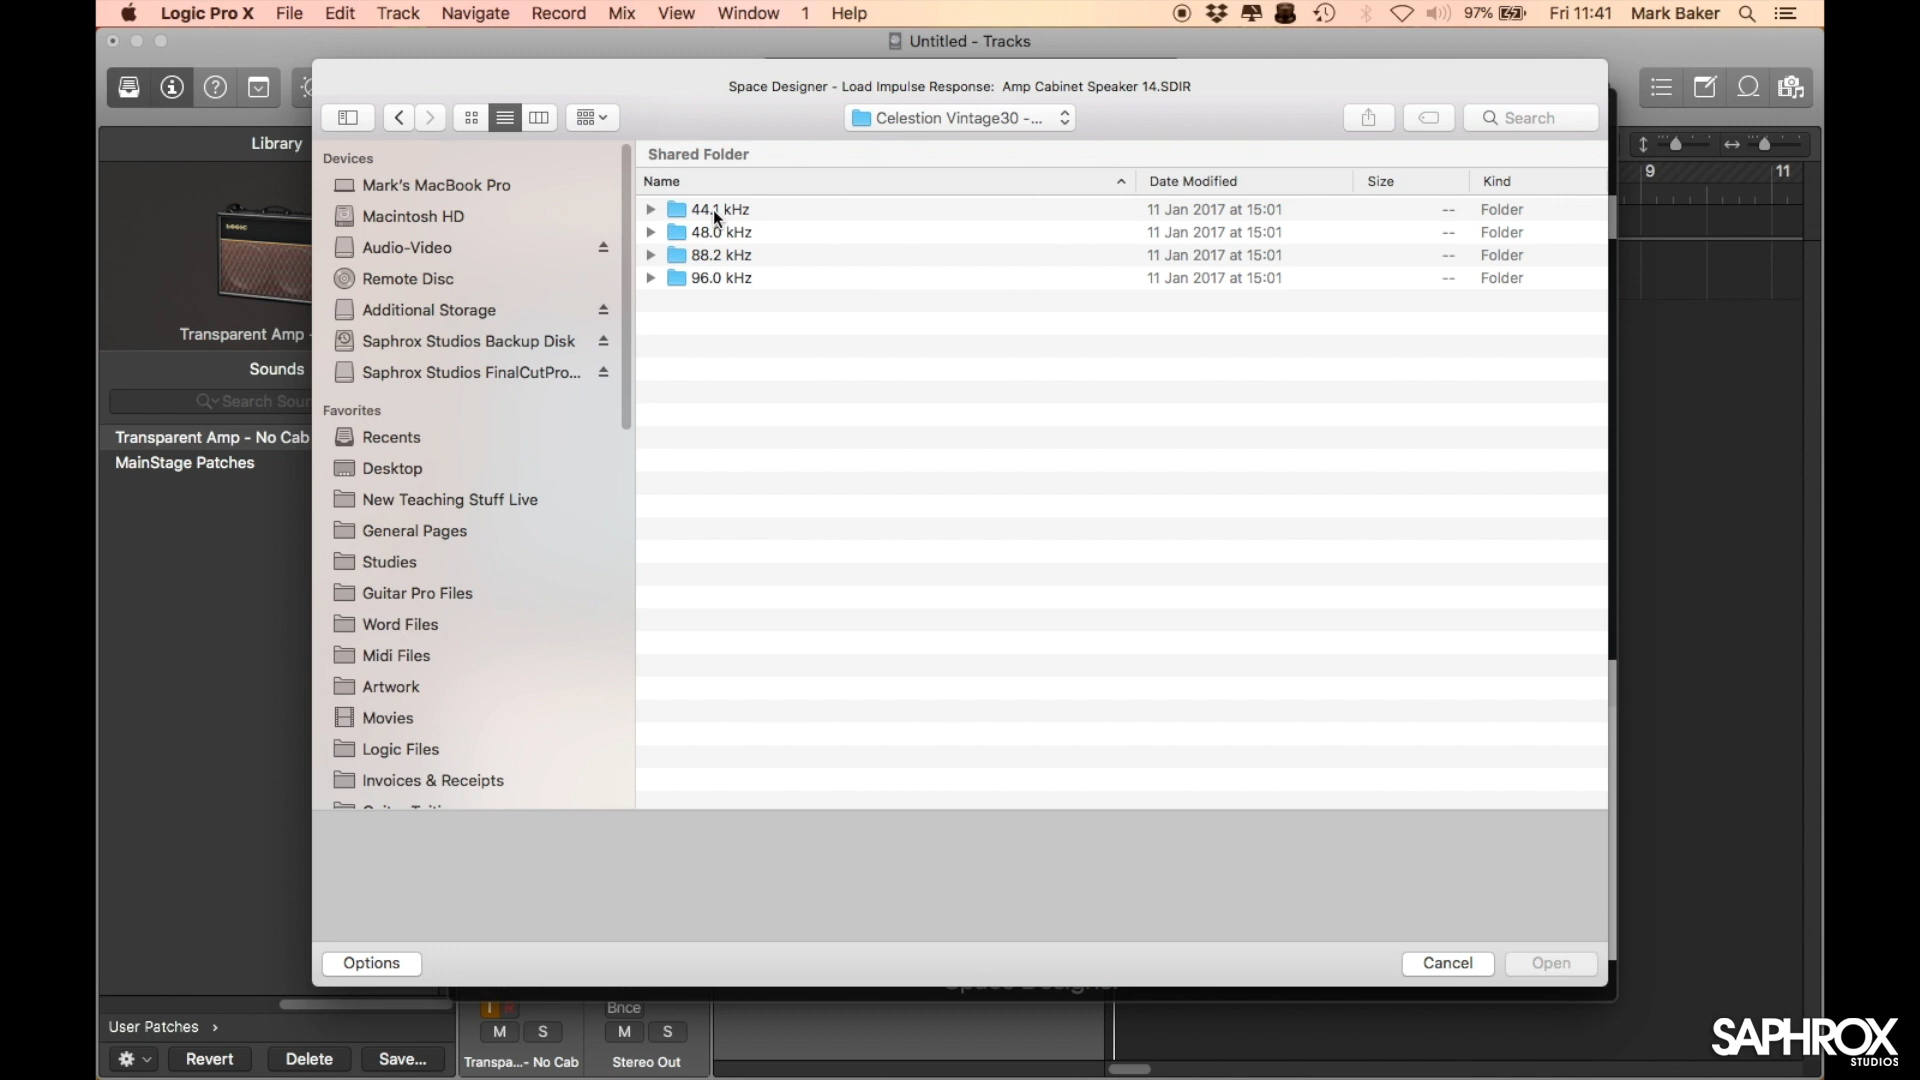 Logic Pro X File Edit Track Navigate Record Mix View Window 1 Help 97% Fri 11:41 Mark Baker
Untitled - Tracks
Space Designer - Load Impulse Response: Amp Cabinet Speaker 14.SDIR
Celestion Vintage30 -... Search
Library
Devices
Mark's MacBook Pro
Macintosh HD
Audio-Video
Remote Disc
Additional Storage
Saphrox Studios Backup Disk
Saphrox Studios FinalCutPro...
Favorites
Recents
Desktop
New Teaching Stuff Live
General Pages
Studies
Guitar Pro Files
Word Files
Midi Files
Artwork
Movies
Logic Files
Invoices & Receipts
Shared Folder
Name Date Modified Size Kind
44.1 kHz 11 Jan 2017 at 15:01 -- Folder
48.0 kHz 11 Jan 2017 at 15:01 -- Folder
88.2 kHz 11 Jan 2017 at 15:01 -- Folder
96.0 kHz 11 Jan 2017 at 15:01 -- Folder
9 11
Transparent Amp -
Sounds
Search Soun
Transparent Amp - No Cab
MainStage Patches
Options Cancel Open
I R Bnce
M S M S
User Patches
Revert Delete Save...
Transpa...- No Cab Stereo Out
SAPHROX
STUDIOS